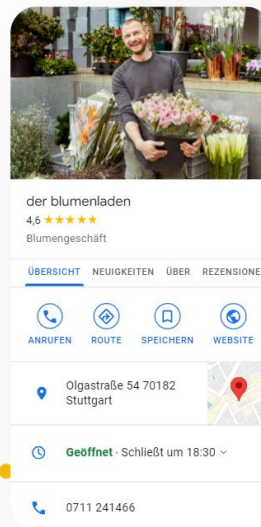 der blumenladen
4,6
Blumengeschäft
ÜBERSICHT NEUIGKEITEN ÜBER REZENSIONE
ANRUFEN ROUTE SPEICHERN WEBSITE
Olgastraße 54 70182
Stuttgart
Geöffnet · Schließt um 18:30
0711 241466